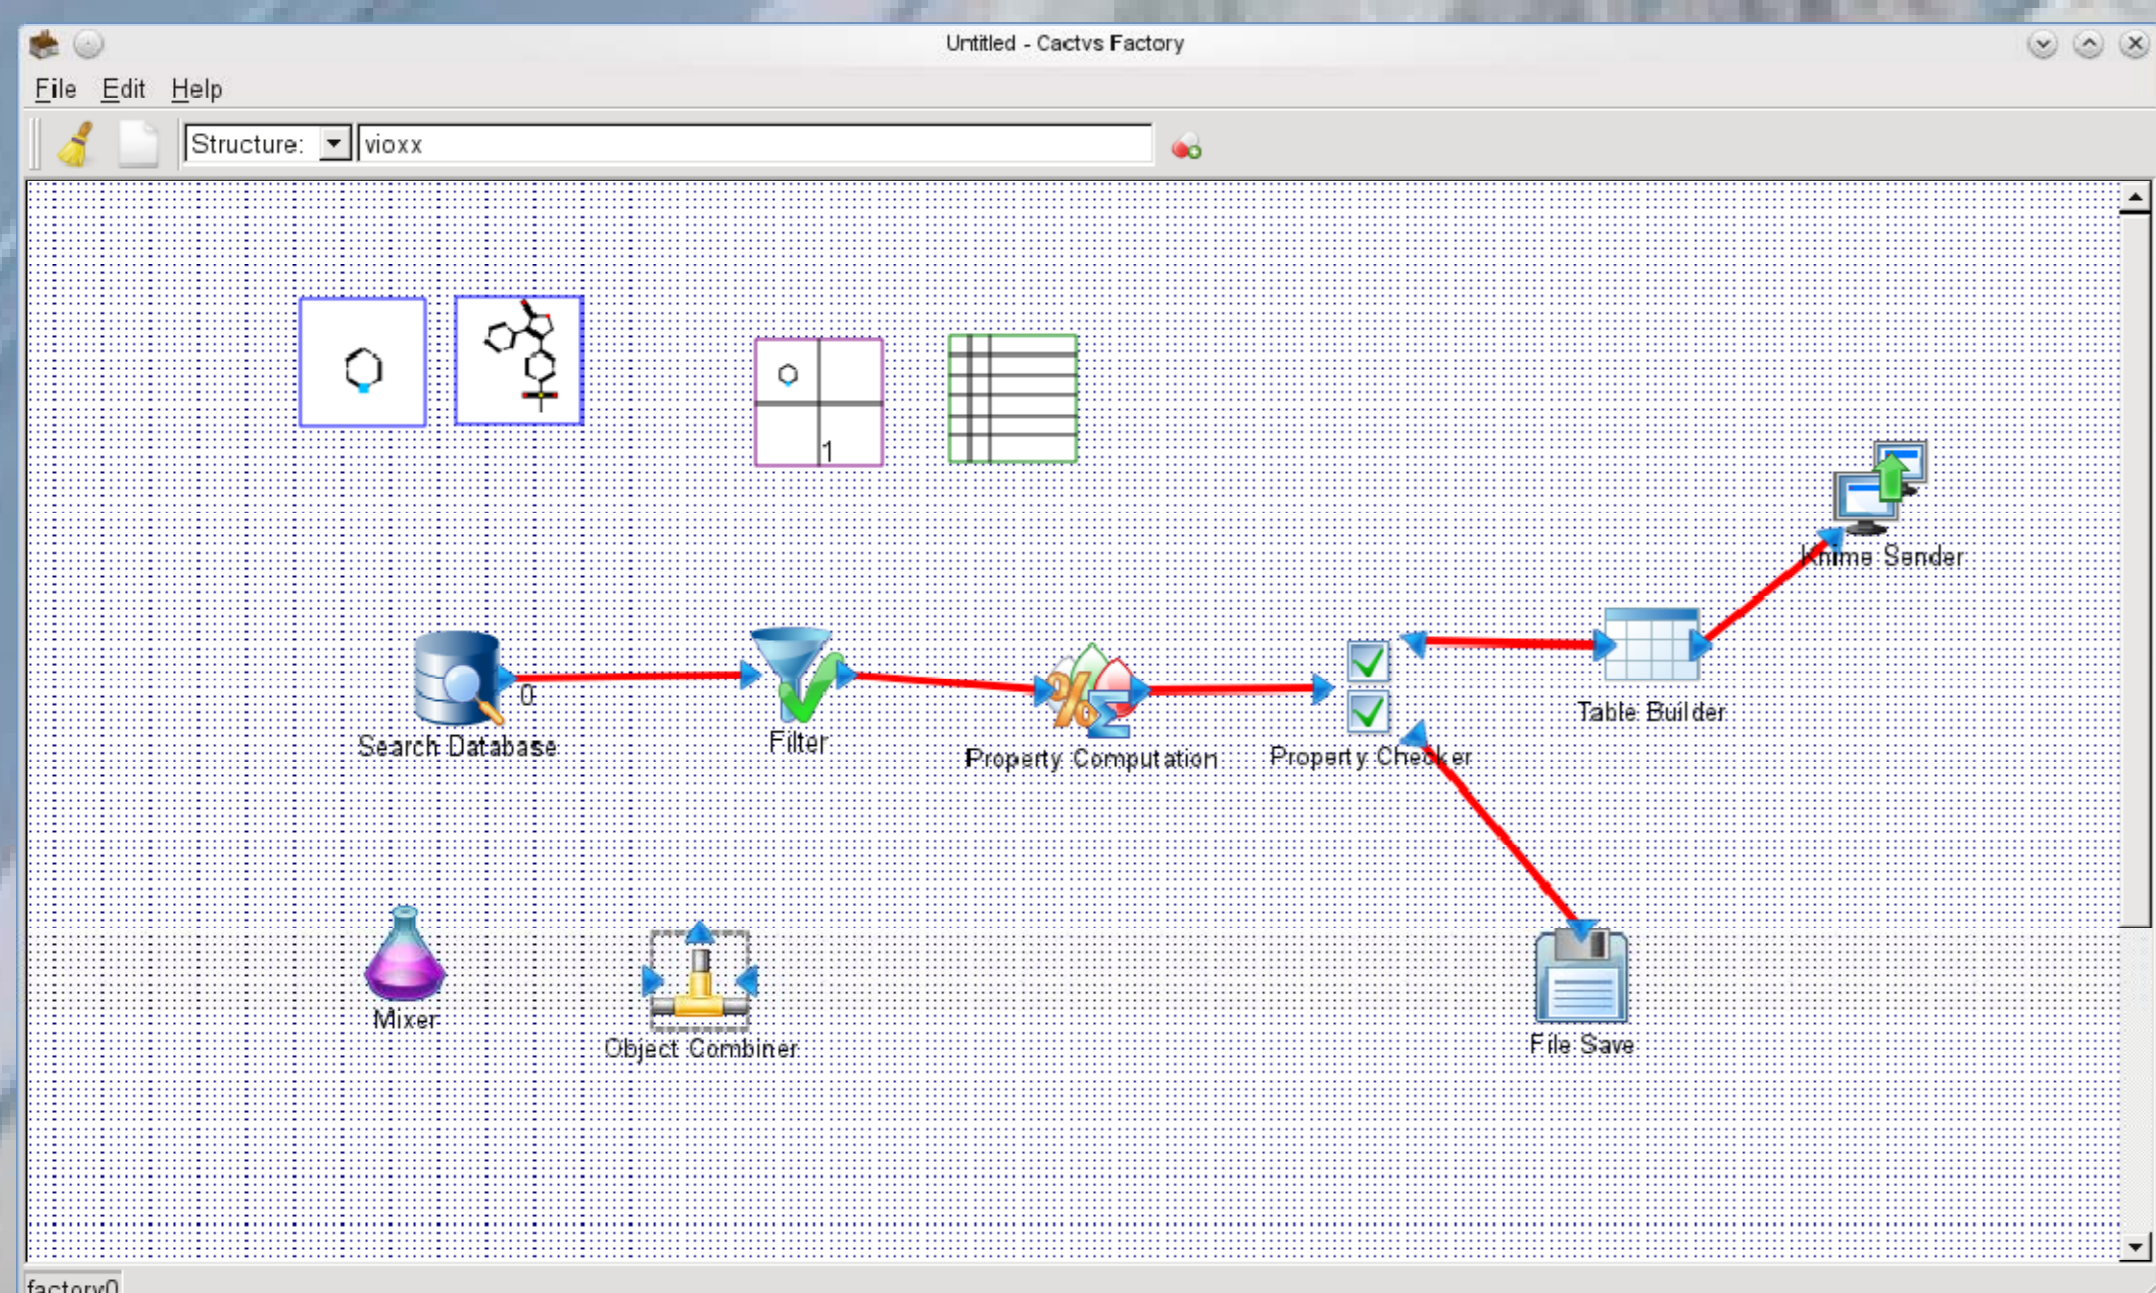 Untitled - Cactvs Factory
File Edit Help
Structure: vioxx
1
Knime Sender
0
Search Database
Filter
Property Computation
Property Checker
Table Builder
Mixer
Object Combiner
File Save
factory0